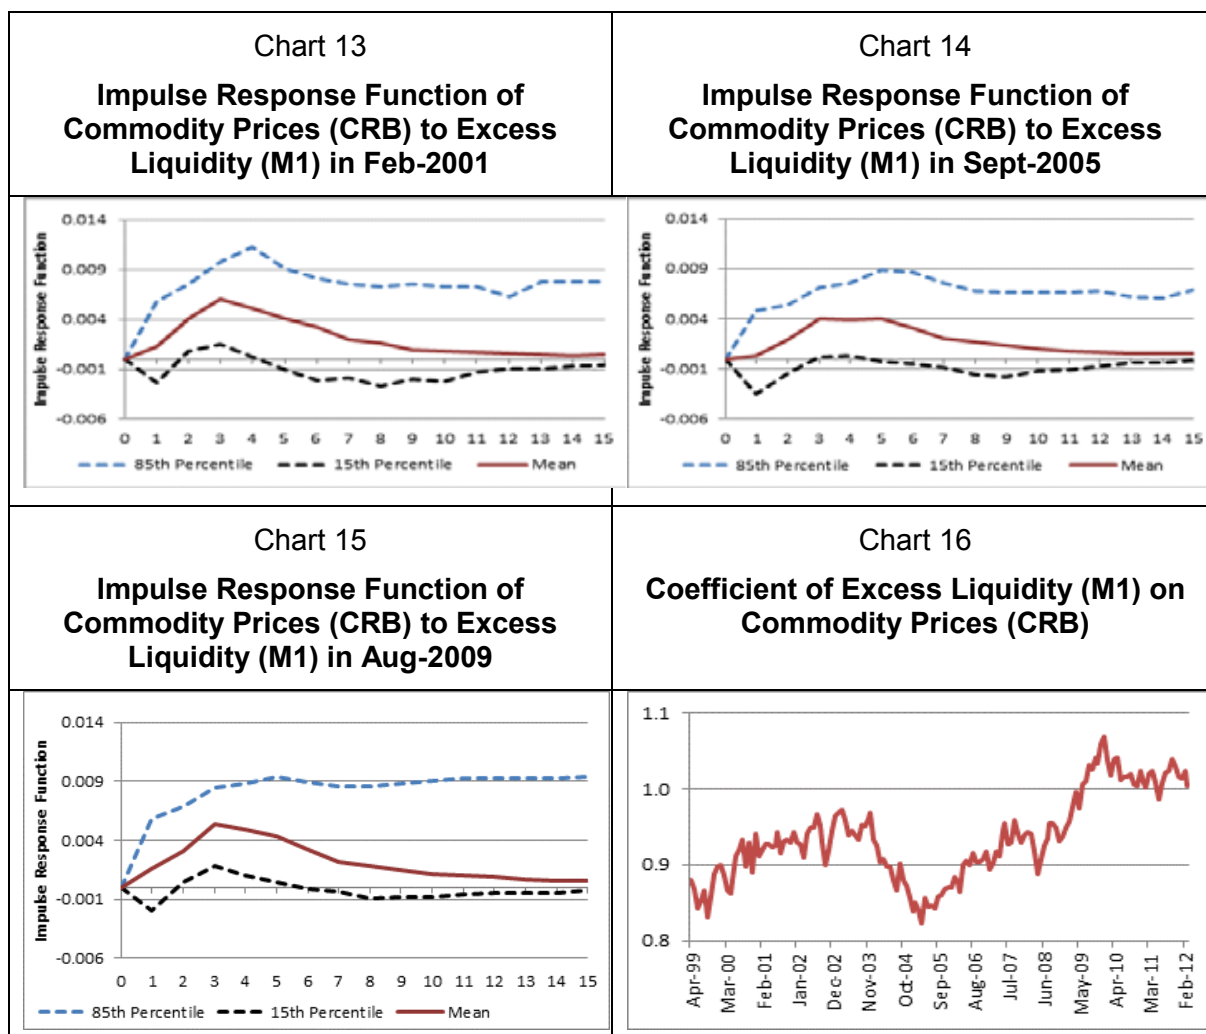 Chart 13
Impulse Response Function of
Commodity Prices (CRB) to Excess
Liquidity (M1) in Feb-2001
Chart 14
Impulse Response Function of
Commodity Prices (CRB) to Excess
Liquidity (M1) in Sept-2005
Impulse Response Function
0.014
0.009
0.004
-0.001
-0.006
0 1 2 3 4 5 6 7 8 9 10 11 12 13 14 15
85th Percentile 15th Percentile Mean
Impulse Response Function
0.014
0.009
0.004
-0.001
-0.006
0 1 2 3 4 5 6 7 8 9 10 11 12 13 14 15
85th Percentile 15th Percentile Mean
Chart 15
Impulse Response Function of
Commodity Prices (CRB) to Excess
Liquidity (M1) in Aug-2009
Chart 16
Coefficient of Excess Liquidity (M1) on
Commodity Prices (CRB)
Impulse Response Function
0.014
0.009
0.004
-0.001
-0.006
0 1 2 3 4 5 6 7 8 9 10 11 12 13 14 15
85th Percentile 15th Percentile Mean
1.1
1.0
0.9
0.8
Apr-99
Mar-00
Feb-01
Jan-02
Dec-02
Nov-03
Oct-04
Sep-05
Aug-06
Jul-07
Jun-08
May-09
Apr-10
Mar-11
Feb-12